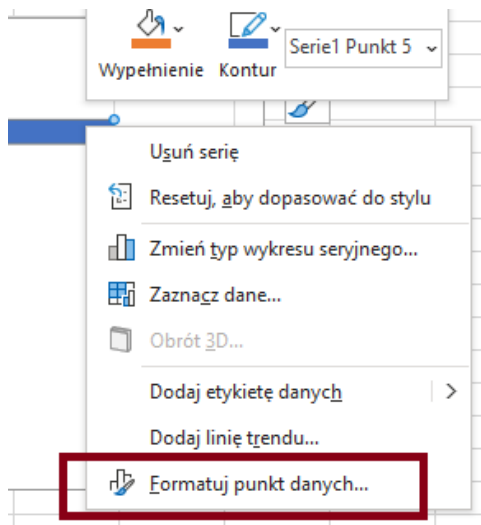 Wypełnienie Kontur
Serie1 Punkt 5
Usuń serię
Resetuj, aby dopasować do stylu
Zmień typ wykresu seryjnego...
Zaznacz dane...
Obrót 3D...
Dodaj etykietę danych
Dodaj linię trendu...
Formatuj punkt danych...